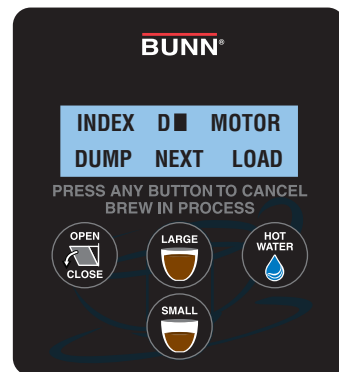 BUNN®
INDEX D■ MOTOR
DUMP NEXT LOAD
PRESS ANY BUTTON TO CANCEL
BREW IN PROCESS
OPEN
CLOSE
LARGE
HOT
WATER
SMALL